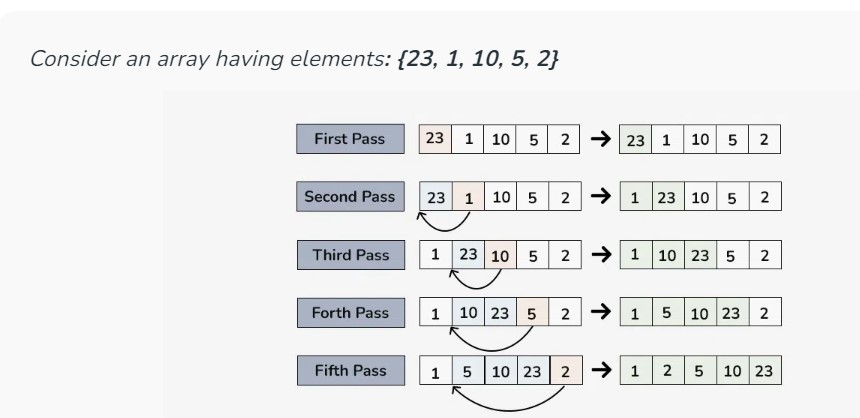 Consider an array having elements: {23, 1, 10, 5, 2}
First Pass 23 1 10 5 2 → 23 1 10 5 2
Second Pass 23 1 10 5 2 → 1 23 10 5 2
Third Pass 1 23 10 5 2 → 1 10 23 5 2
Forth Pass 1 10 23 5 2 → 1 5 10 23 2
Fifth Pass 1 5 10 23 2 → 1 2 5 10 23